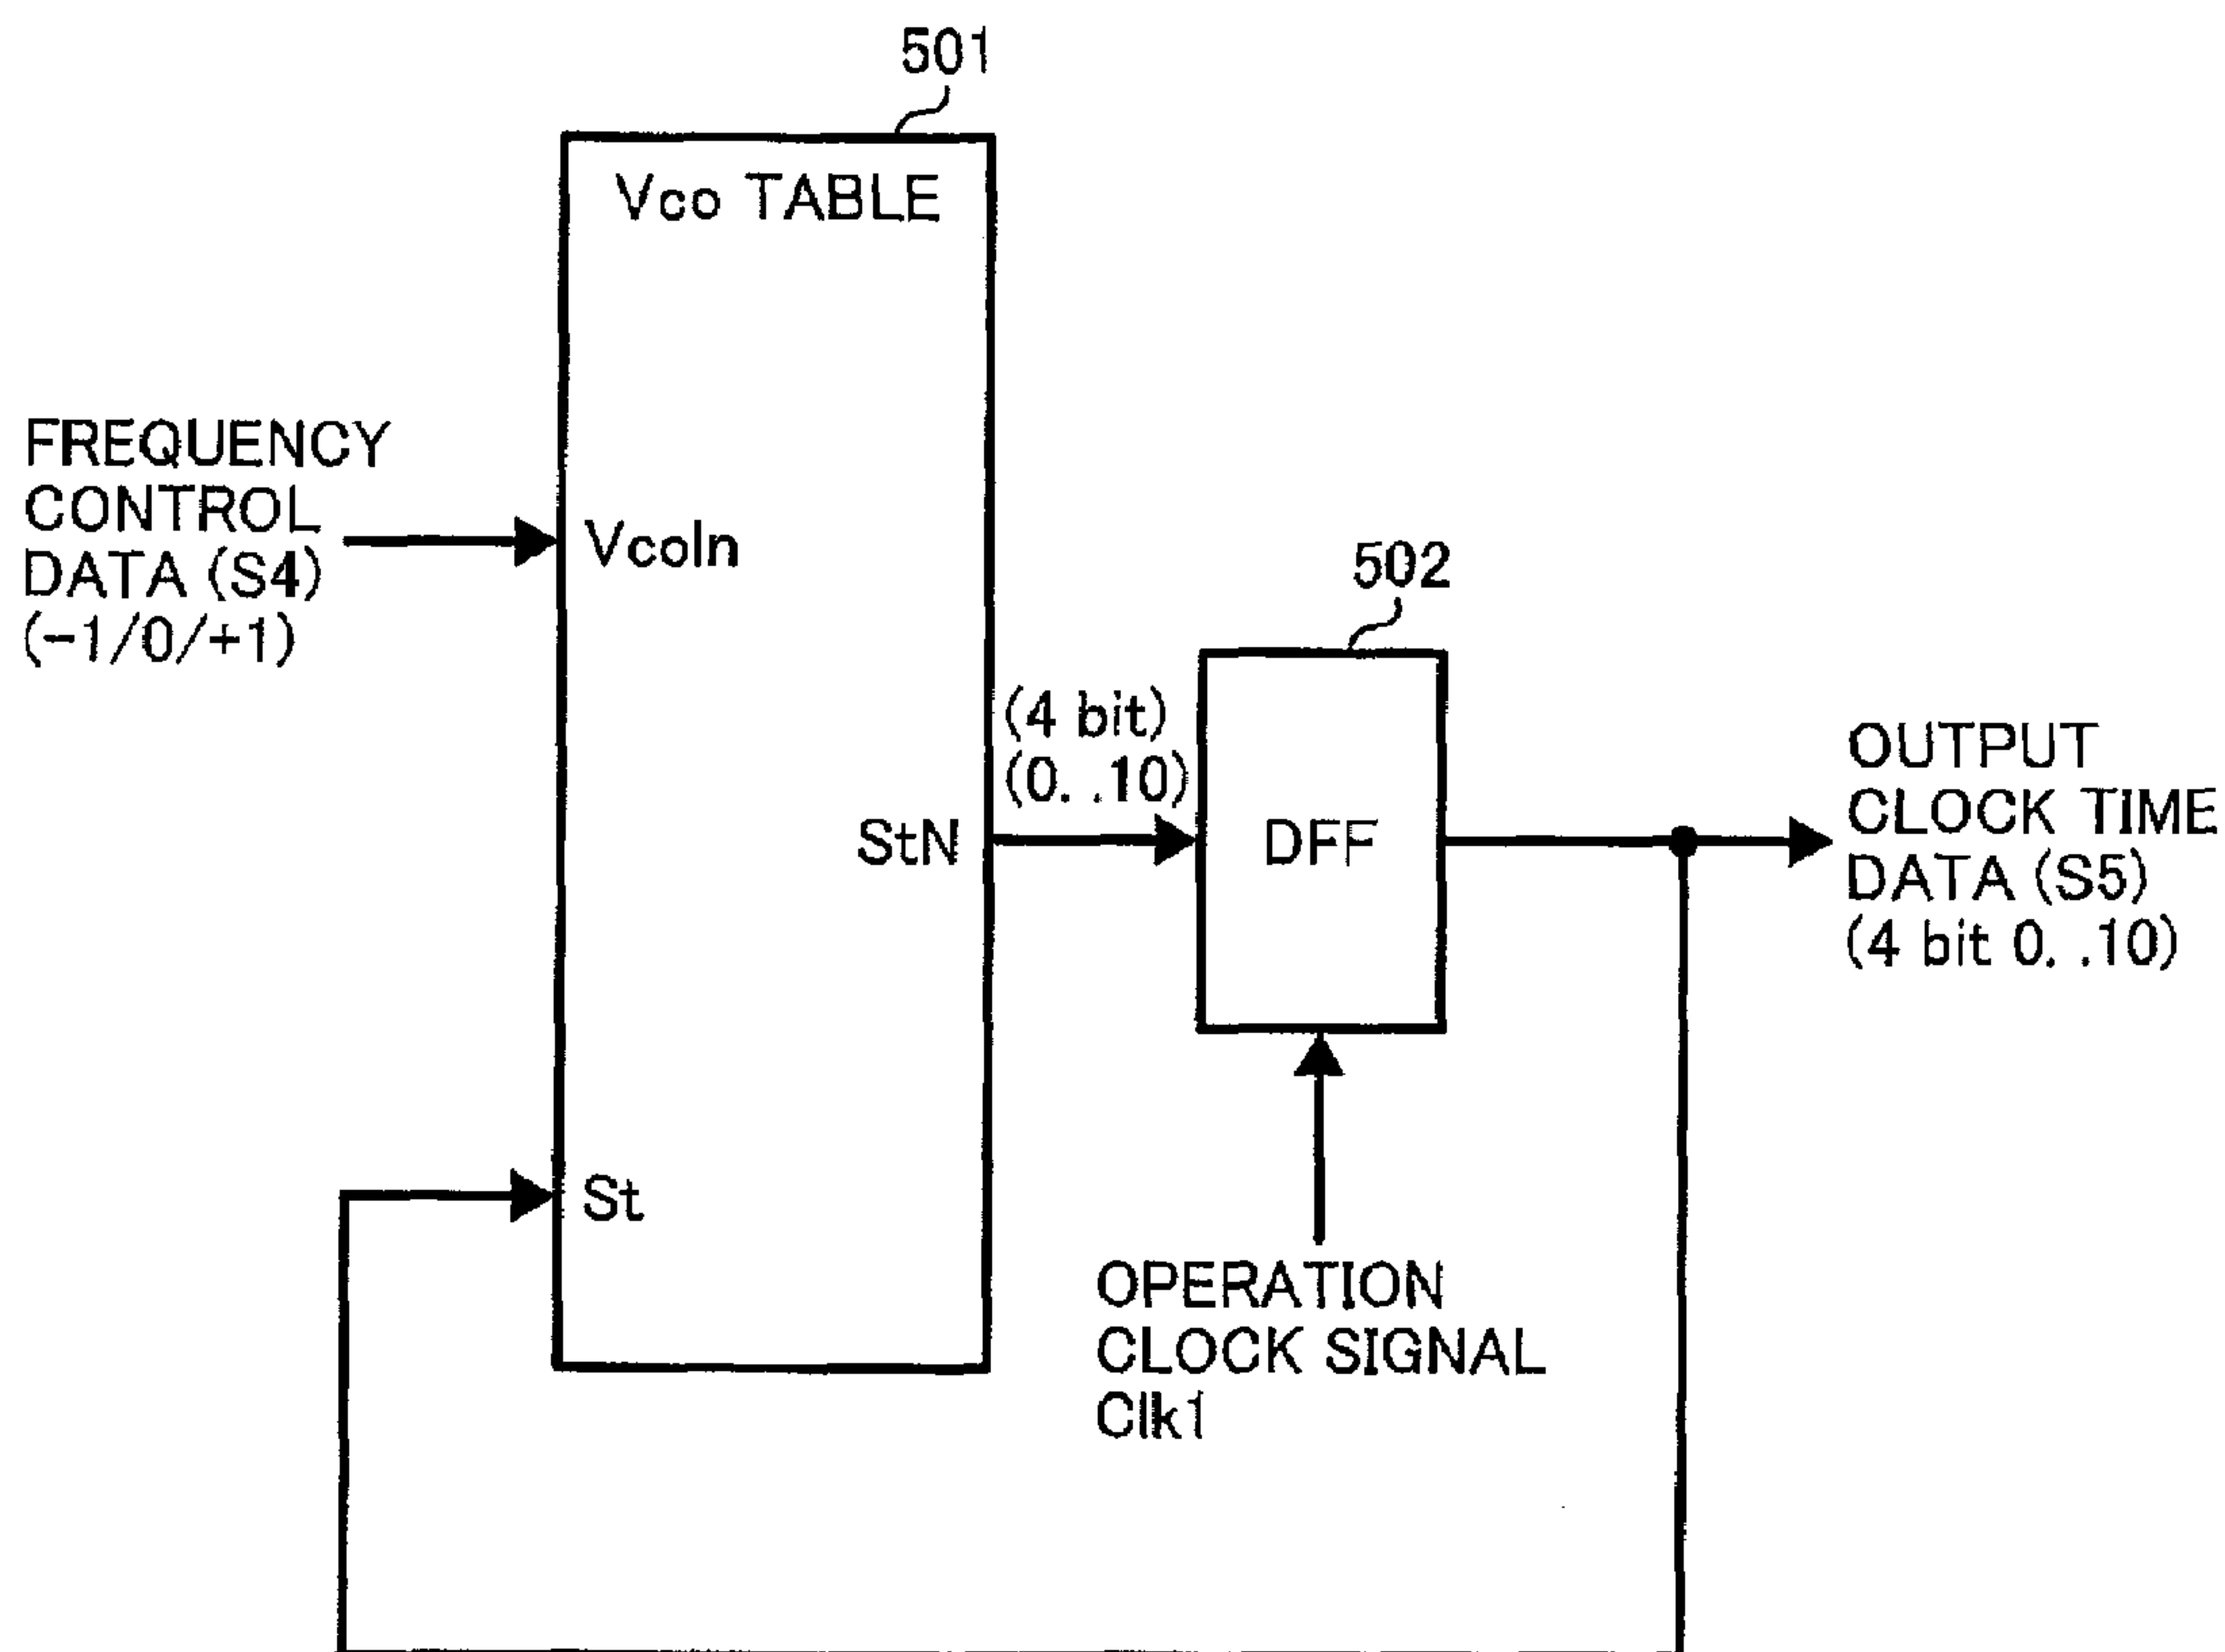 501
Vco TABLE
FREQUENCY
CONTROL
DATA (S4)
(-1/0/+1)
VcoIn
502
(4 bit)
(0. .10)
StN
DFF
OUTPUT
CLOCK TIME
DATA (S5)
(4 bit 0. .10)
St
OPERATION
CLOCK SIGNAL
Clk1